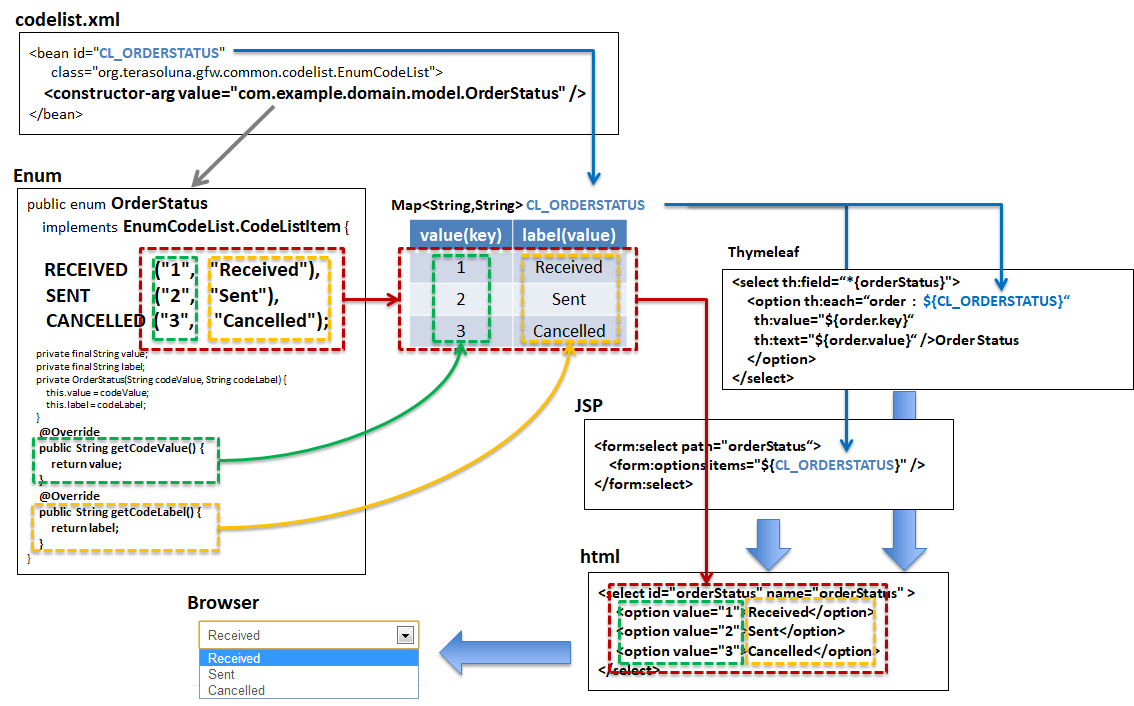 codelist.xml
<bean id="CL_ORDERSTATUS"
class="org.terasoluna.gfw.common.codelist.EnumCodeList">
<constructor-arg value="com.example.domain.model.OrderStatus" />
</bean>
Enum
public enum OrderStatus
implements EnumCodeList.CodeListItem {
RECEIVED ("1", "Received"),
SENT ("2", "Sent"),
CANCELLED ("3", "Cancelled");
private final String value;
private final String label;
private OrderStatus(String codeValue, String codeLabel) {
this.value = codeValue;
this.label = codeLabel;
}
@Override
public String getCodeValue() {
return value;
}
@Override
public String getCodeLabel() {
return label;
}
}
Map<String,String> CL_ORDERSTATUS
value(key) label(value)
1 Received
2 Sent
3 Cancelled
Thymeleaf
<select th:field=“*{orderStatus}">
<option th:each=“order : ${CL_ORDERSTATUS}“
th:value="${order.key}“
th:text="${order.value}“ />Order Status
</option>
</select>
JSP
<form:select path="orderStatus“>
<form:options items="${CL_ORDERSTATUS}" />
</form:select>
html
<select id="orderStatus" name="orderStatus" >
<option value="1">Received</option>
<option value="2">Sent</option>
<option value="3">Cancelled</option>
</select>
Browser
Received
Received
Sent
Cancelled